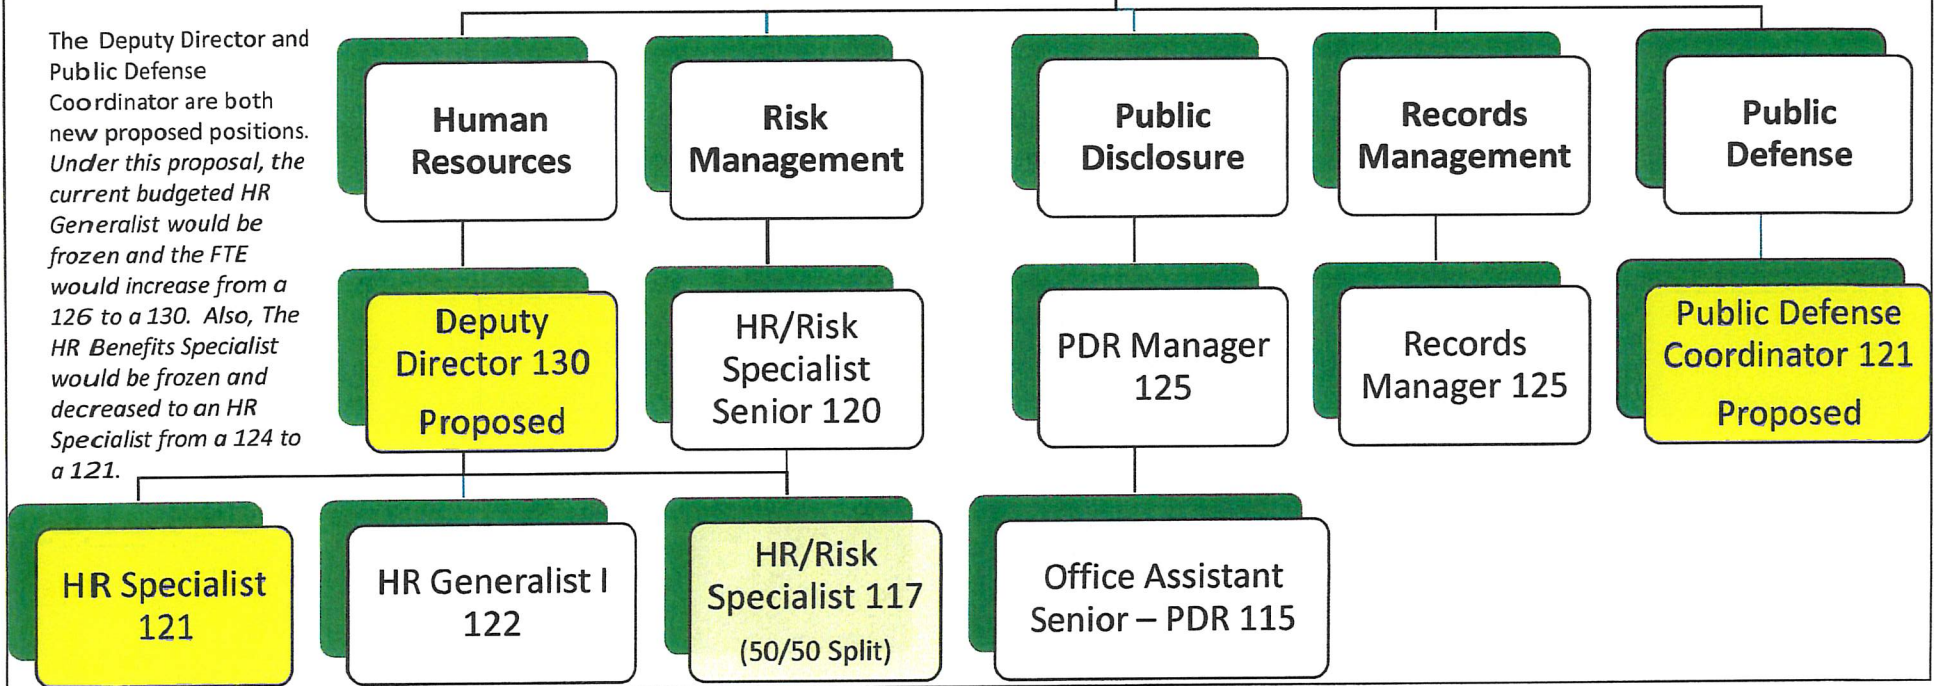 The Deputy Director and
Public Defense
Coordinator are both
new proposed positions.
Under this proposal, the
current budgeted HR
Generalist would be
frozen and the FTE
would increase from a
126 to a 130. Also, The
HR Benefits Specialist
would be frozen and
decreased to an HR
Specialist from a 124 to
a 121.
Human
Resources
Risk
Management
Public
Disclosure
Records
Management
Public
Defense
Deputy
Director 130
Proposed
HR/Risk
Specialist
Senior 120
PDR Manager
125
Records
Manager 125
Public Defense
Coordinator 121
Proposed
HR Specialist
121
HR Generalist I
122
HR/Risk
Specialist 117
(50/50 Split)
Office Assistant
Senior – PDR 115